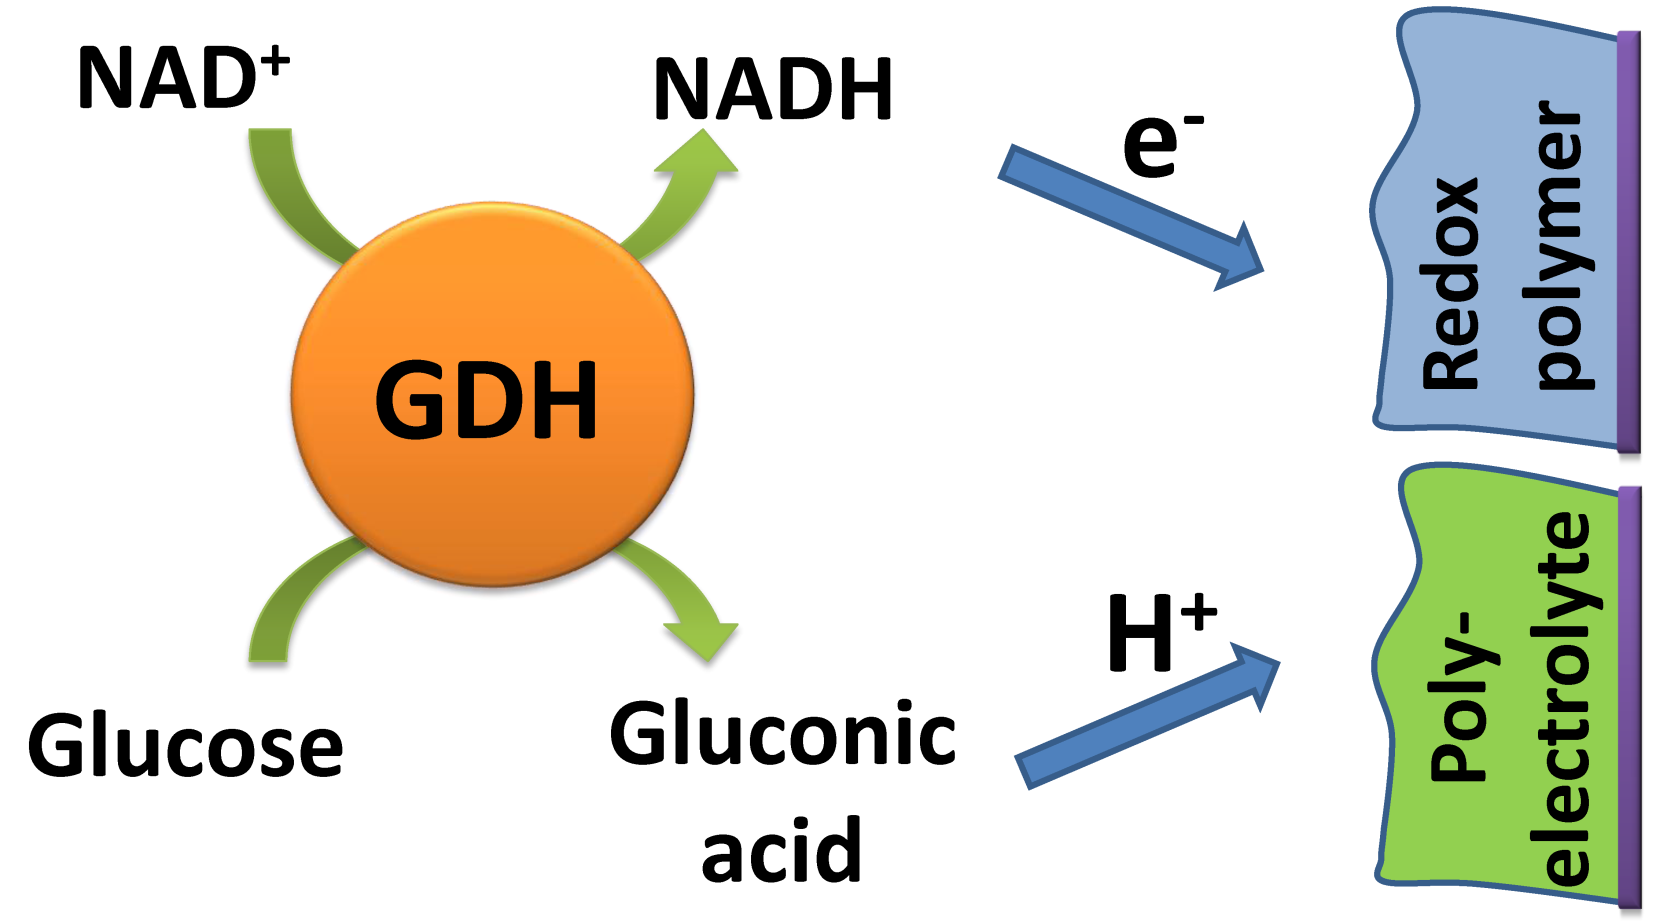 NAD⁺
NADH
e⁻
Redox
polymer
GDH
Glucose
Gluconic
acid
H⁺
Poly-
electrolyte